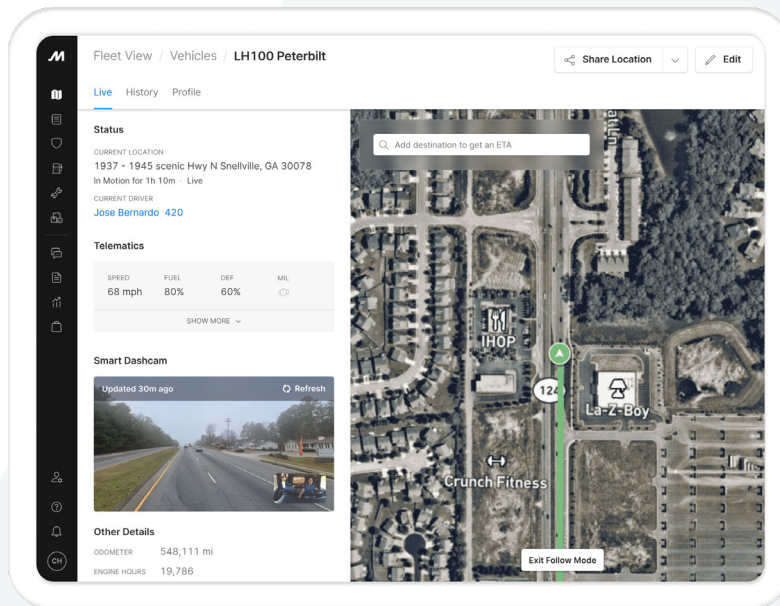 Fleet View / Vehicles / LH100 Peterbilt
Share Location
Edit
Live History Profile
Status
CURRENT LOCATION
1937 - 1945 scenic Hwy N Snellville, GA 30078
In Motion for 1h 10m · Live
CURRENT DRIVER
Jose Bernardo 420
Telematics
SPEED FUEL DEF MIL
68 mph 80% 60%
SHOW MORE
Smart Dashcam
Updated 30m ago
Refresh
Other Details
ODOMETER 548,111 mi
ENGINE HOURS 19,786
CH
Add destination to get an ETA
IHOP
124
La-Z-Boy
Crunch Fitness
Exit Follow Mode